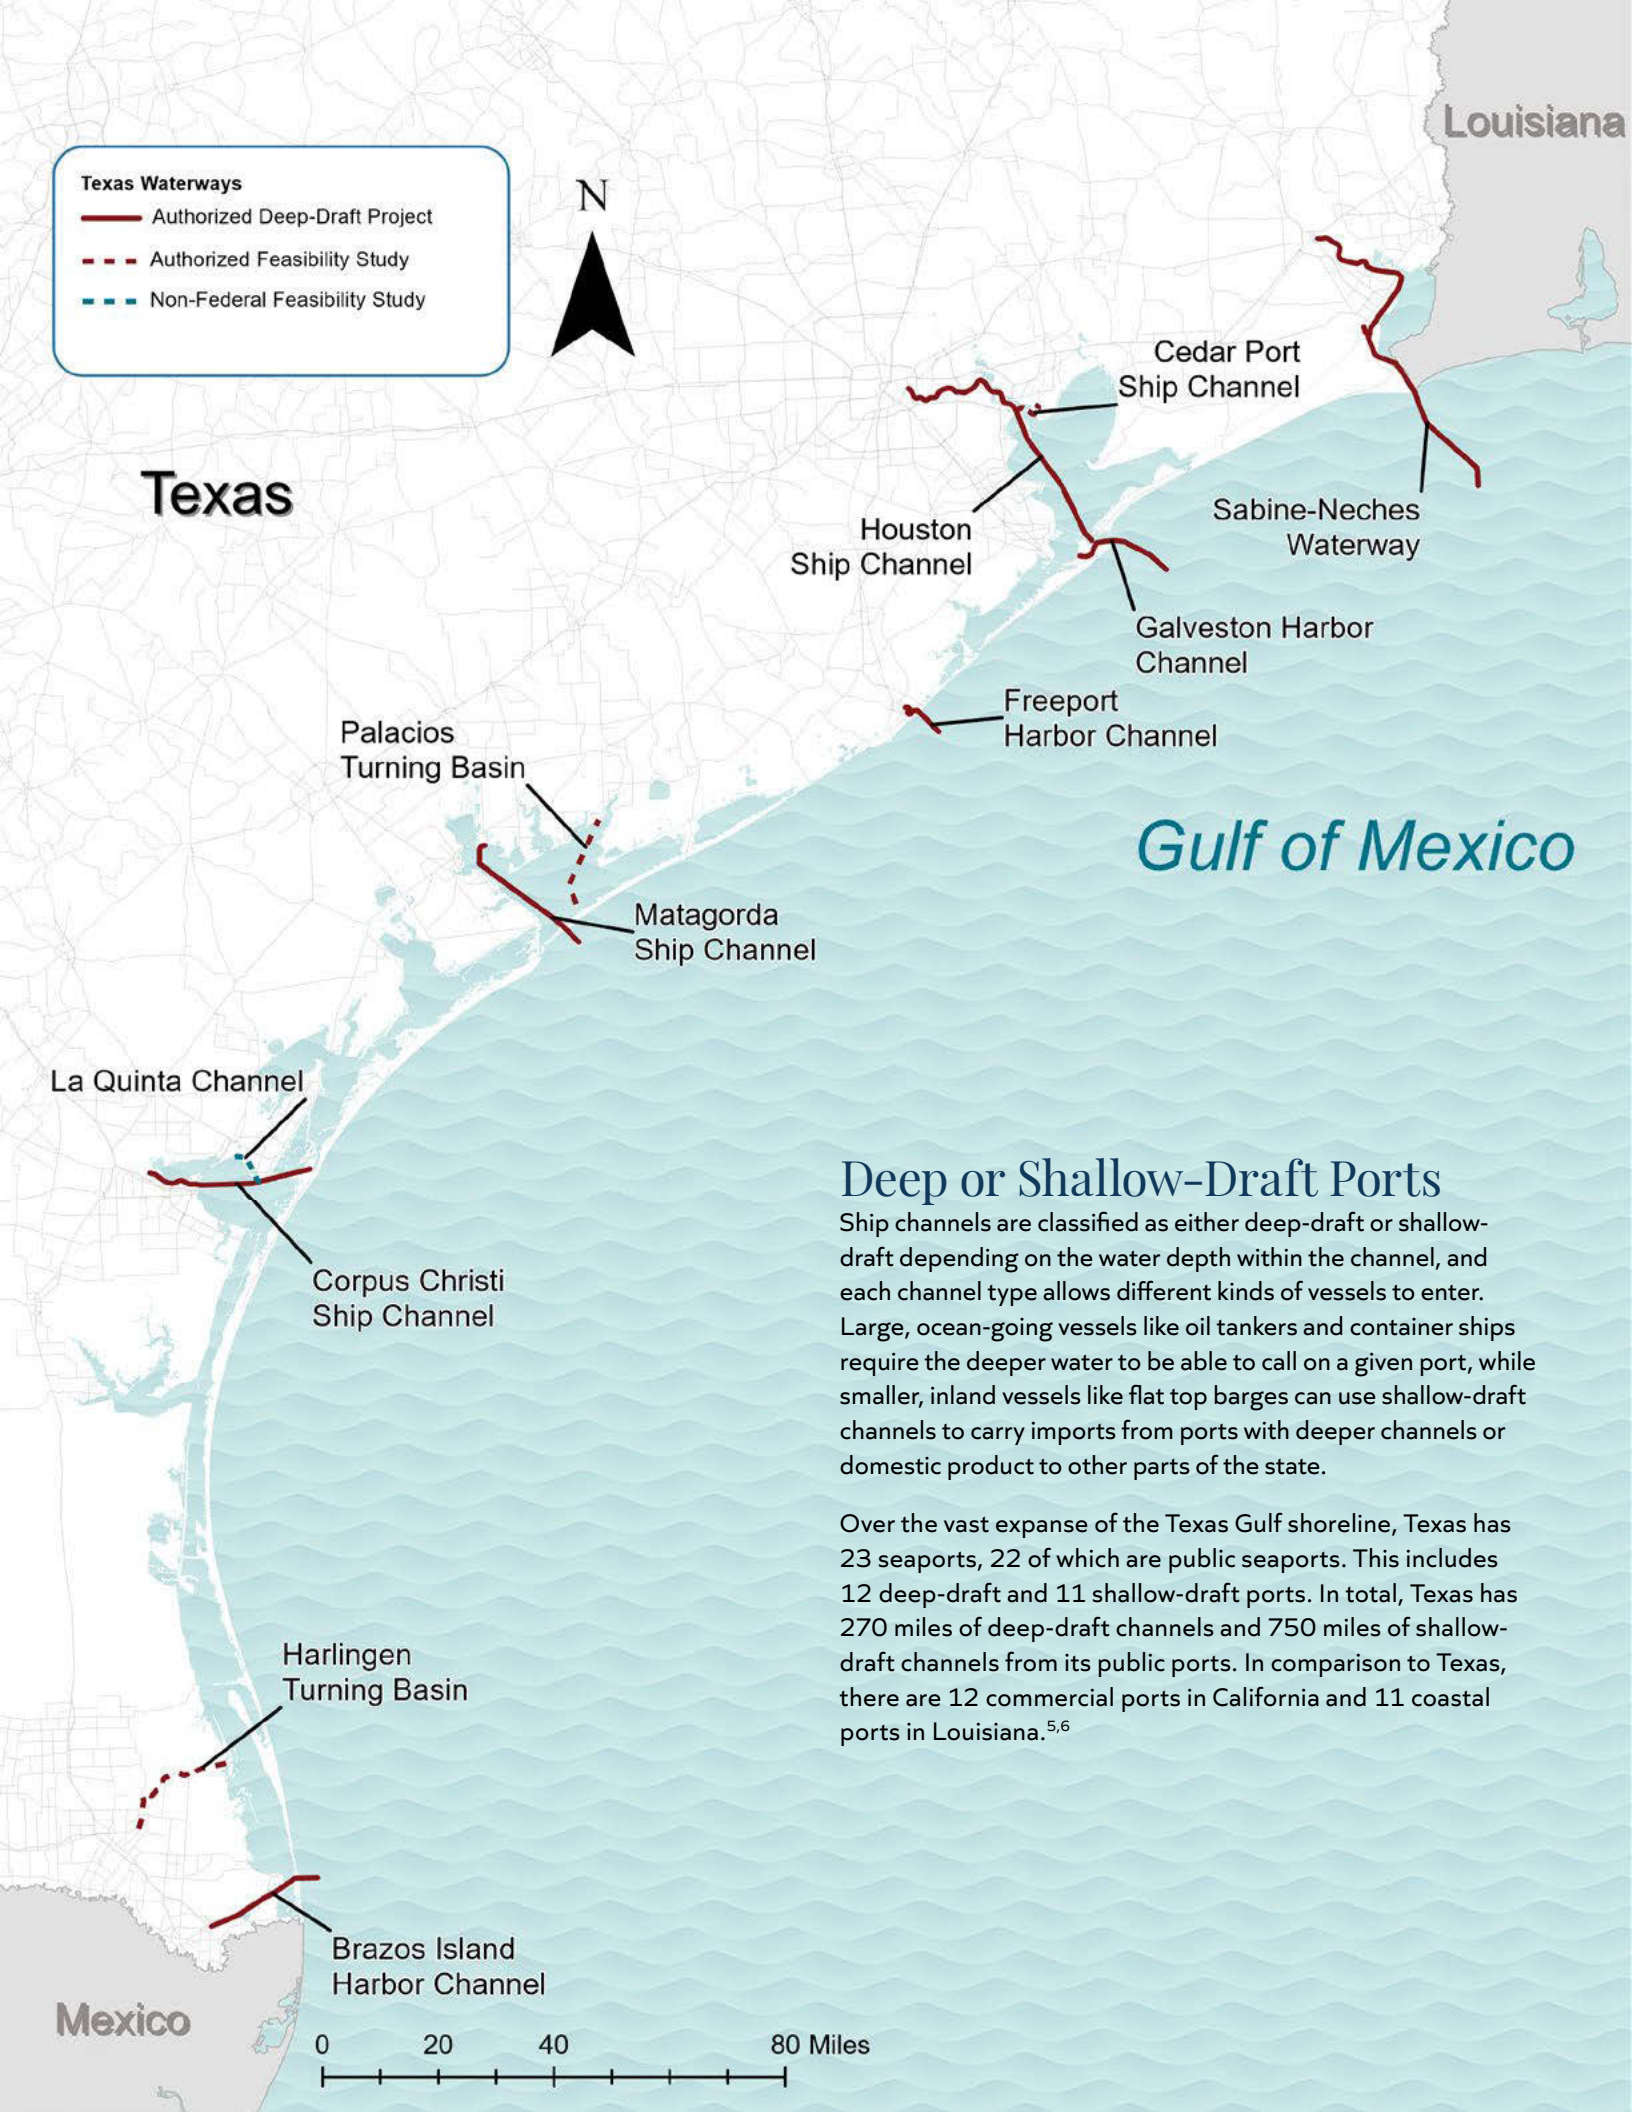 Louisiana
Texas Waterways
Authorized Deep-Draft Project
Authorized Feasibility Study
Non-Federal Feasibility Study
N
Cedar Port
Ship Channel
Texas
Sabine-Neches
Waterway
Houston
Ship Channel
Galveston Harbor
Channel
Freeport
Harbor Channel
Palacios
Turning Basin
Gulf of Mexico
Matagorda
Ship Channel
La Quinta Channel
Corpus Christi
Ship Channel
Deep or Shallow-Draft Ports
Ship channels are classified as either deep-draft or shallow-
draft depending on the water depth within the channel, and
each channel type allows different kinds of vessels to enter.
Large, ocean-going vessels like oil tankers and container ships
require the deeper water to be able to call on a given port, while
smaller, inland vessels like flat top barges can use shallow-draft
channels to carry imports from ports with deeper channels or
domestic product to other parts of the state.
Over the vast expanse of the Texas Gulf shoreline, Texas has
23 seaports, 22 of which are public seaports. This includes
12 deep-draft and 11 shallow-draft ports. In total, Texas has
270 miles of deep-draft channels and 750 miles of shallow-
draft channels from its public ports. In comparison to Texas,
there are 12 commercial ports in California and 11 coastal
ports in Louisiana.5,6
Harlingen
Turning Basin
Brazos Island
Harbor Channel
Mexico
0 20 40 80 Miles